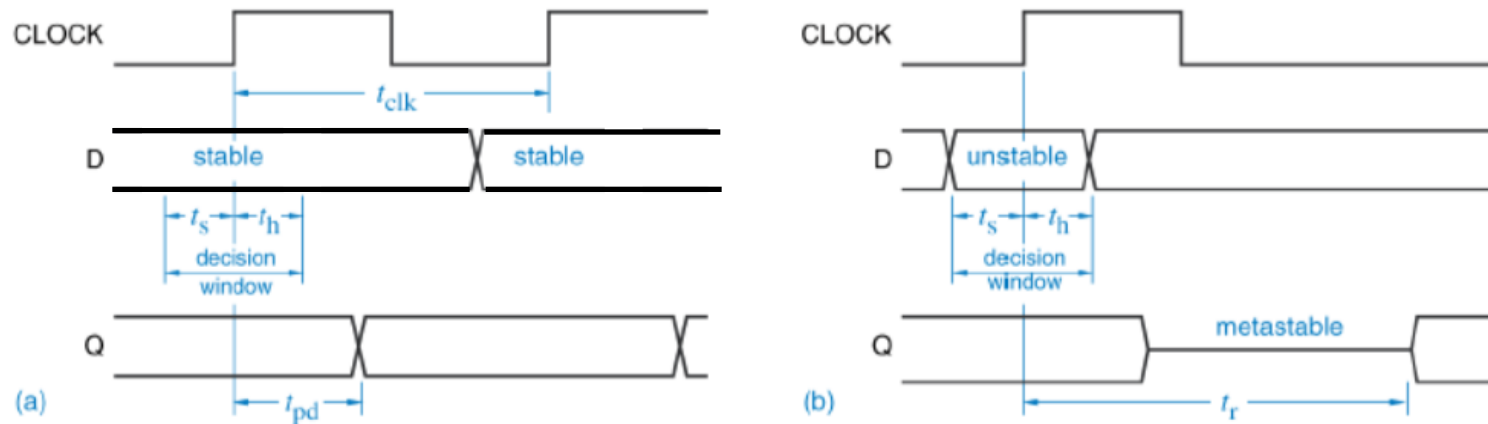 CLOCK
t_clk
D
stable
stable
t_s
t_h
decision
window
Q
(a)
t_pd
CLOCK
D
unstable
t_s
t_h
decision
window
Q
metastable
(b)
t_r